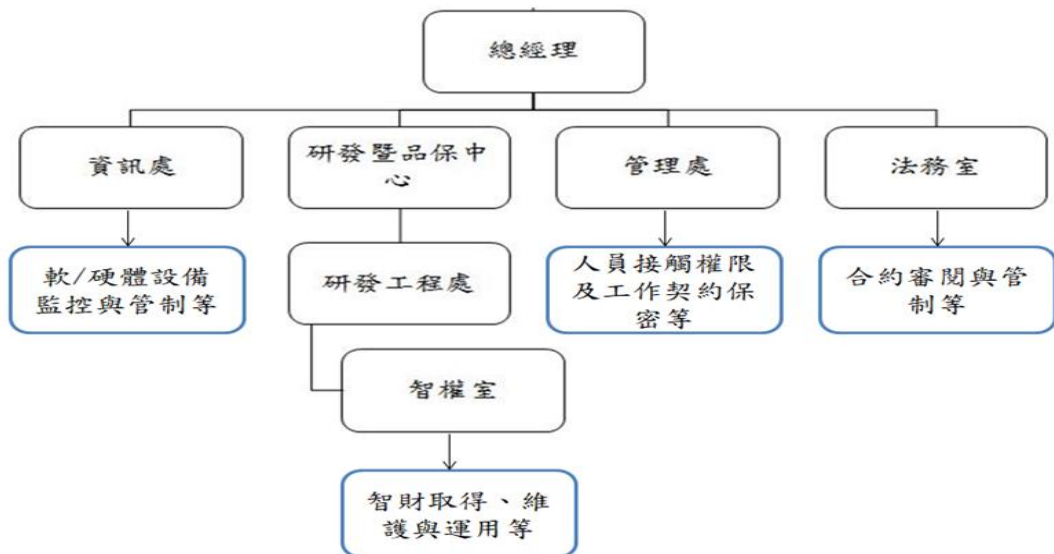 總經理
資訊處
研發暨品保中
心
管理處
法務室
軟/硬體設備
監控與管制等
研發工程處
人員接觸權限
及工作契約保
密等
合約審閱與管
制等
智權室
智財取得、維
護與運用等